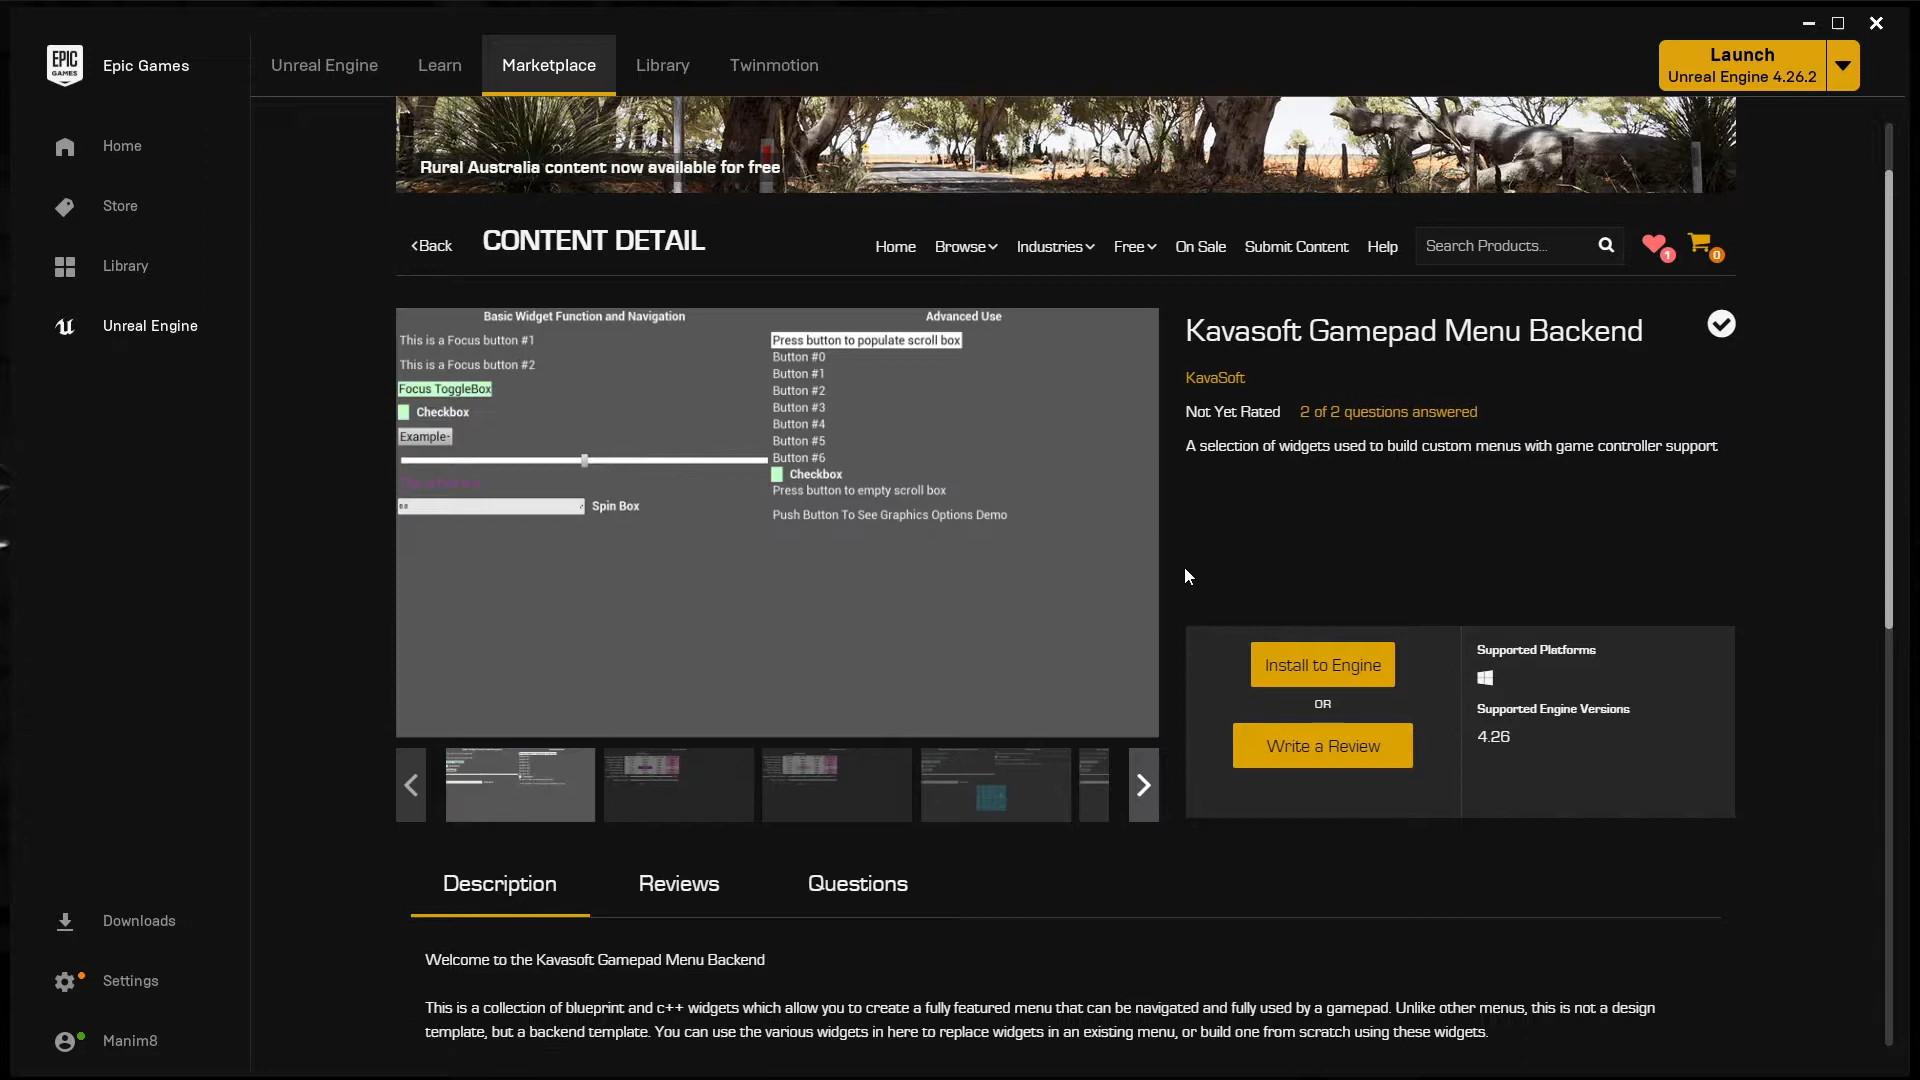 EPIC GAMES
Epic Games
Unreal Engine
Learn
Marketplace
Library
Twinmotion
Launch
Unreal Engine 4.26.2
Home
Store
Library
Unreal Engine
Downloads
Settings
Manim8
Rural Australia content now available for free
<Back
CONTENT DETAIL
Home
Browse
Industries
Free
On Sale
Submit Content
Help
Search Products...
1
0
Basic Widget Function and Navigation
This is a Focus button #1
This is a Focus button #2
Focus ToggleBox
Checkbox
Example-
0.0
Spin Box
Advanced Use
Press button to populate scroll box
Button #0
Button #1
Button #2
Button #3
Button #4
Button #5
Button #6
Checkbox
Press button to empty scroll box
Push Button To See Graphics Options Demo
Kavasoft Gamepad Menu Backend
KavaSoft
Not Yet Rated
2 of 2 questions answered
A selection of widgets used to build custom menus with game controller support
Install to Engine
OR
Write a Review
Supported Platforms
Supported Engine Versions
4.26
Description
Reviews
Questions
Welcome to the Kavasoft Gamepad Menu Backend
This is a collection of blueprint and c++ widgets which allow you to create a fully featured menu that can be navigated and fully used by a gamepad. Unlike other menus, this is not a design
template, but a backend template. You can use the various widgets in here to replace widgets in an existing menu, or build one from scratch using these widgets.